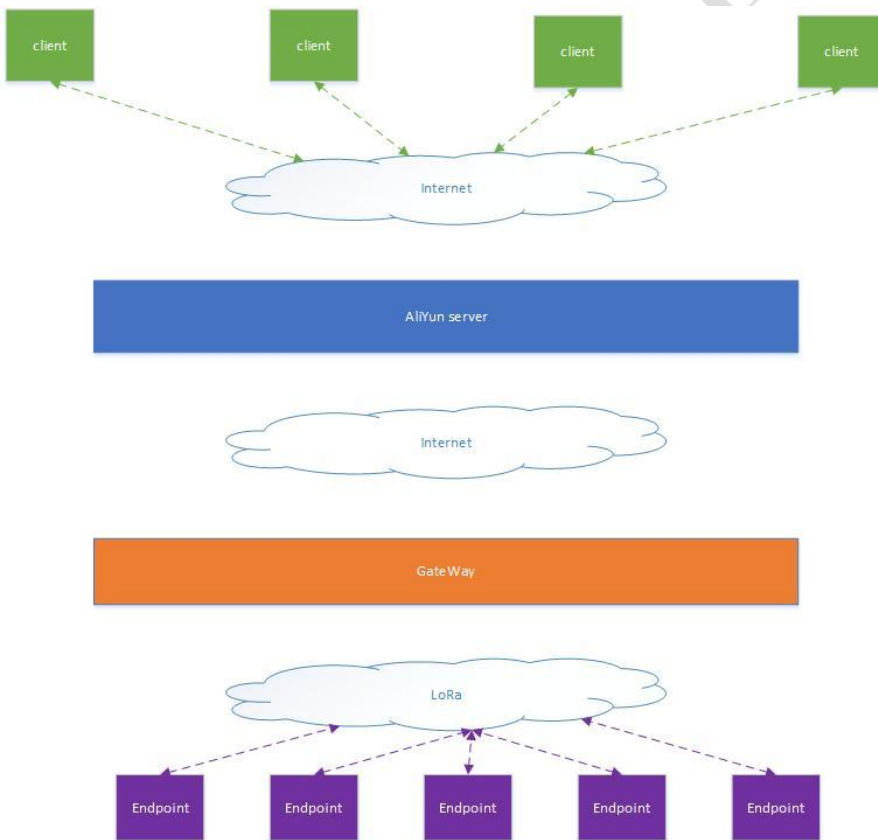 client
client
client
client
Internet
AliYun server
Internet
GateWay
LoRa
Endpoint
Endpoint
Endpoint
Endpoint
Endpoint